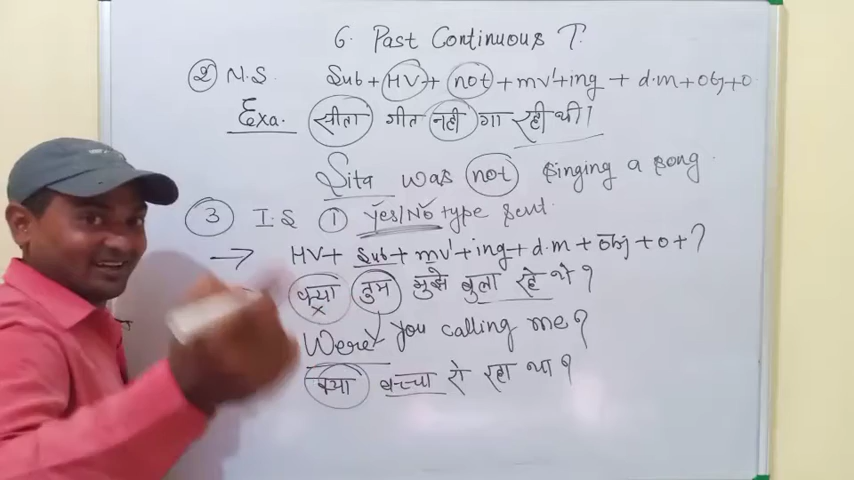 6. Past Continuous T.
② N.S. Sub + HV + not + mv¹+ing + d.m + obj + o.
Exa. सीता गीत नही गा रही थी।
Sita was not singing a song.
③ I.S ① Yes/No type sent.
→ HV + Sub + mv¹ + ing + d.m + obj + o + ?
क्या तुम मुझे बुला रहे थे?
Were you calling me?
क्या बच्चा रो रहा था?